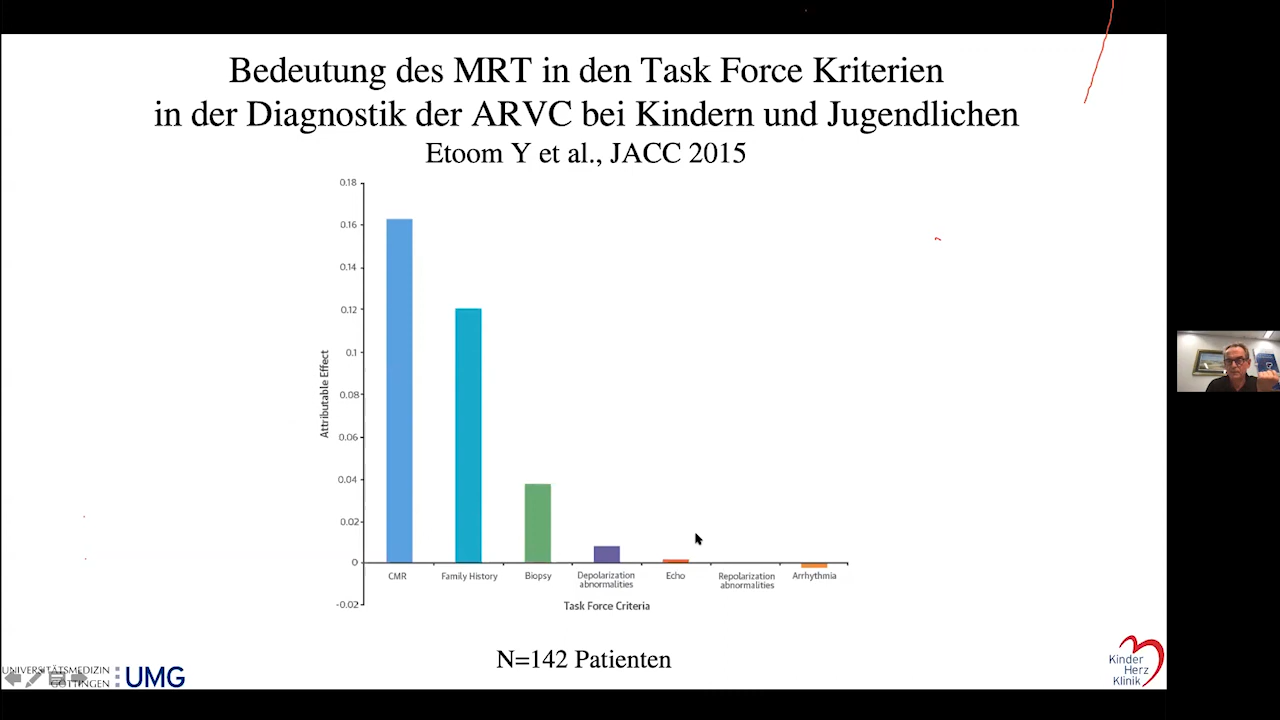 Bedeutung des MRT in den Task Force Kriterien
in der Diagnostik der ARVC bei Kindern und Jugendlichen
Etoom Y et al., JACC 2015
0.18
0.16
0.14
0.12
0.1
0.08
0.06
0.04
0.02
0
-0.02
Attributable Effect
CMR
Family History
Biopsy
Depolarization
abnormalities
Echo
Repolarization
abnormalities
Arrhythmia
Task Force Criteria
N=142 Patienten
UNIVERSITÄTSMEDIZIN
GÖTTINGEN
UMG
Kinder
Herz
Klinik